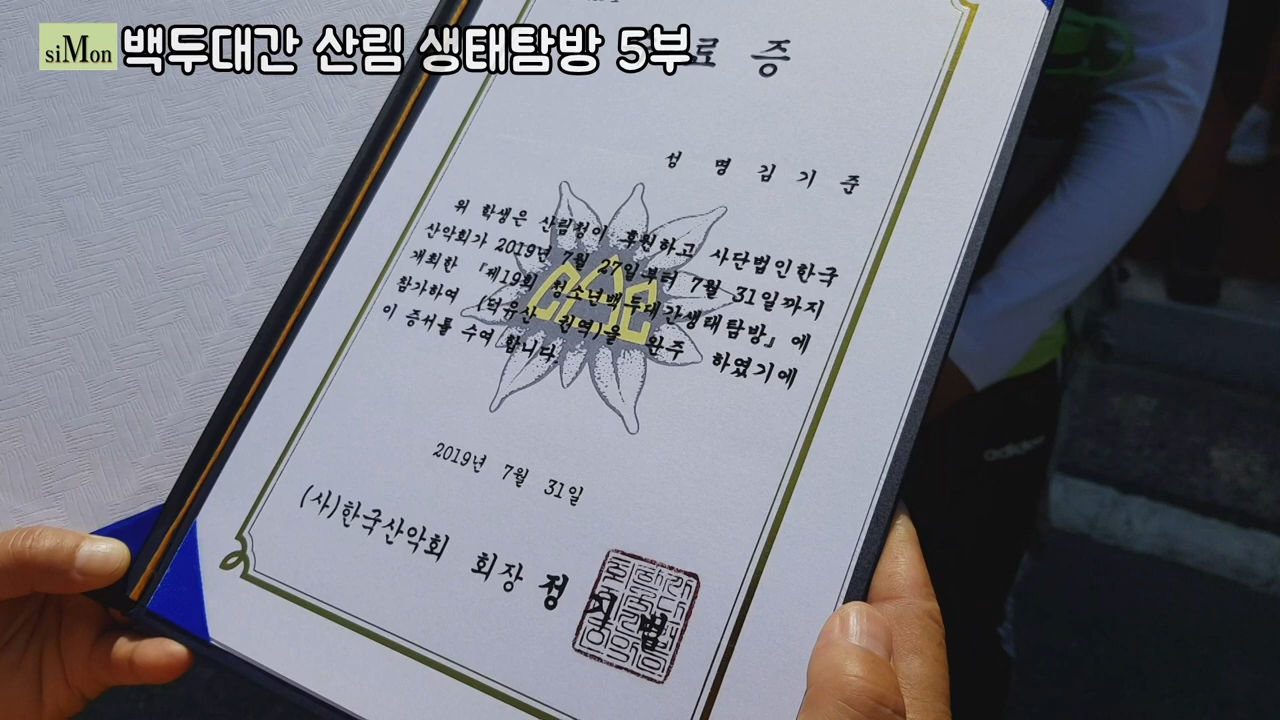 siMon 백두대간 산림 생태탐방 5부
료 증
성 명 김 기 준
위 학생은 산림청이 후원하고 사단법인한국
산악회가 2019년 7월 27일부터 7월 31일까지
개최한 『제19회 청소년백두대간생태탐방』에
참가하여 (덕유산 권역)을 완주 하였기에
이 증서를 수여 합니다.
CAC
2019년 7월 31일
(사)한국산악회 회장 정
adidas